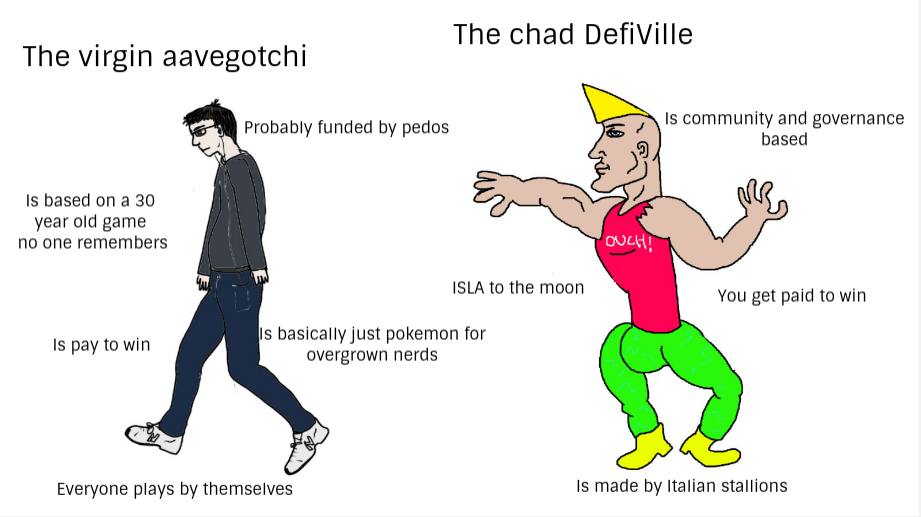 The virgin aavegotchi
Probably funded by pedos
Is based on a 30
year old game
no one remembers
Is pay to win
Is basically just pokemon for
overgrown nerds
Everyone plays by themselves
The chad DefiVille
Is community and governance
based
OUCH!
ISLA to the moon
You get paid to win
Is made by Italian stallions